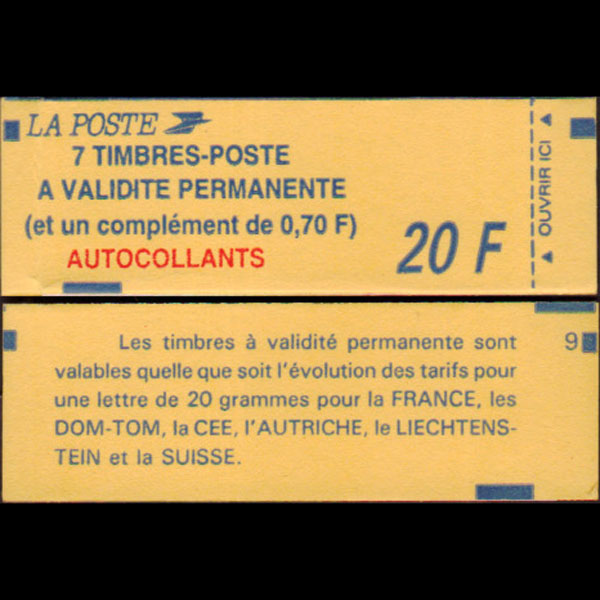 LA POSTE
7 TIMBRES-POSTE
A VALIDITE PERMANENTE
(et un complément de 0,70 F)
AUTOCOLLANTS
20 F
OUVRIR ICI
Les timbres à validité permanente sont
valables quelle que soit l'évolution des tarifs pour
une lettre de 20 grammes pour la FRANCE, les
DOM-TOM, la CEE, l'AUTRICHE, le LIECHTENS-
TEIN et la SUISSE.
9